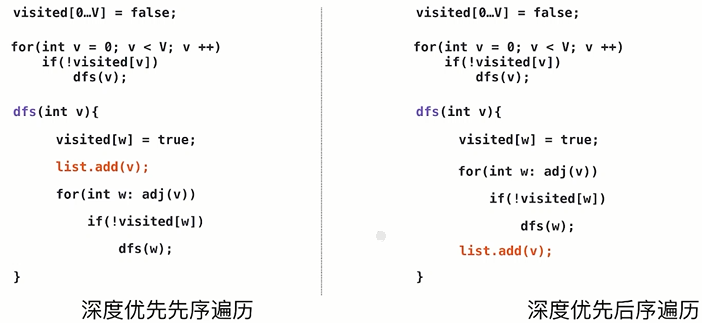 visited[0…V] = false;
for(int v = 0; v < V; v ++)
if(!visited[v])
dfs(v);
dfs(int v){
visited[w] = true;
list.add(v);
for(int w: adj(v))
if(!visited[w])
dfs(w);
}
深度优先先序遍历
visited[0…V] = false;
for(int v = 0; v < V; v ++)
if(!visited[v])
dfs(v);
dfs(int v){
visited[w] = true;
for(int w: adj(v))
if(!visited[w])
dfs(w);
list.add(v);
}
深度优先后序遍历